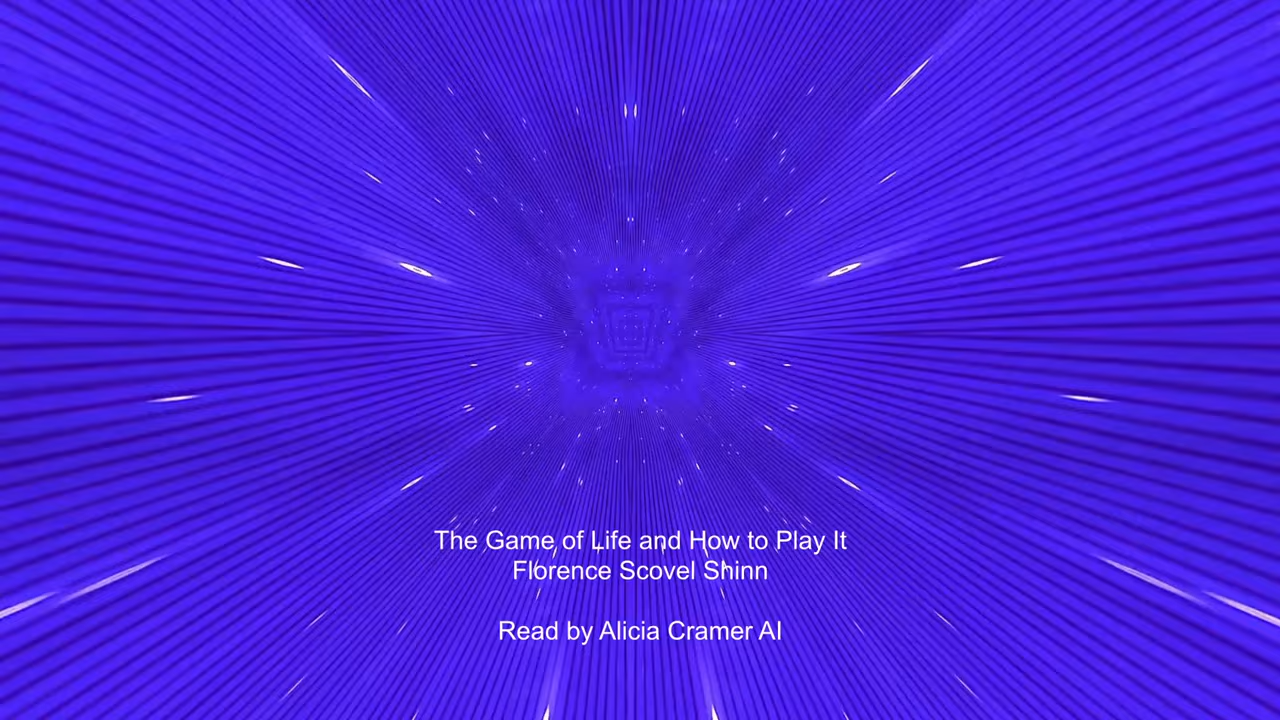 The Game of Life and How to Play It
Florence Scovel Shinn
Read by Alicia Cramer AI